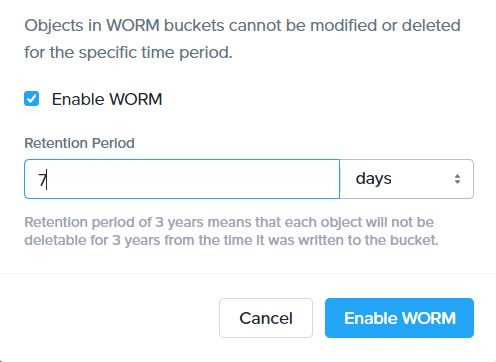 Objects in WORM buckets cannot be modified or deleted
for the specific time period.
Enable WORM
Retention Period
7
days
Retention period of 3 years means that each object will not be
deletable for 3 years from the time it was written to the bucket.
Cancel
Enable WORM